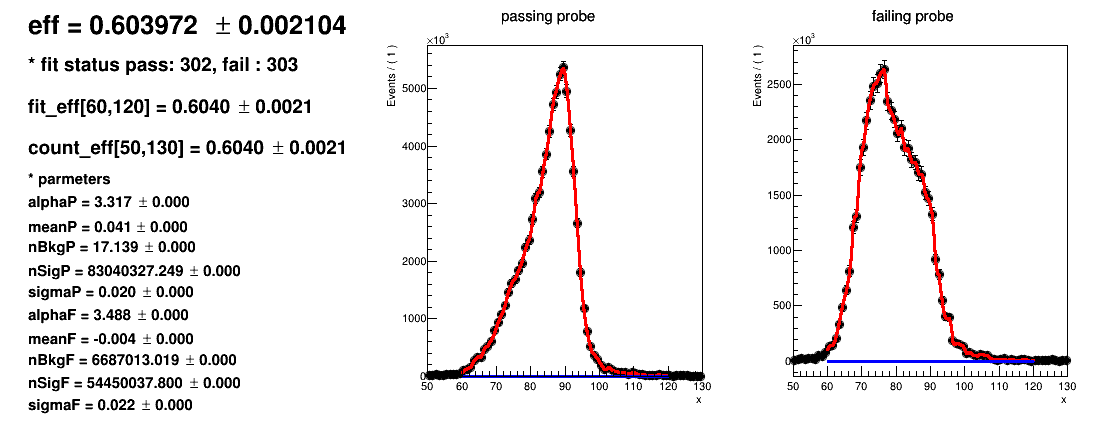 eff = 0.603972 ± 0.002104
* fit status pass: 302, fail : 303
fit_eff[60,120] = 0.6040 ± 0.0021
count_eff[50,130] = 0.6040 ± 0.0021
* parmeters
alphaP = 3.317 ± 0.000
meanP = 0.041 ± 0.000
nBkgP = 17.139 ± 0.000
nSigP = 83040327.249 ± 0.000
sigmaP = 0.020 ± 0.000
alphaF = 3.488 ± 0.000
meanF = -0.004 ± 0.000
nBkgF = 6687013.019 ± 0.000
nSigF = 54450037.800 ± 0.000
sigmaF = 0.022 ± 0.000
passing probe
×10³
Events / ( 1 )
5000
4000
3000
2000
1000
0
50 60 70 80 90 100 110 120 130
x
failing probe
×10³
Events / ( 1 )
2500
2000
1500
1000
500
0
50 60 70 80 90 100 110 120 130
x